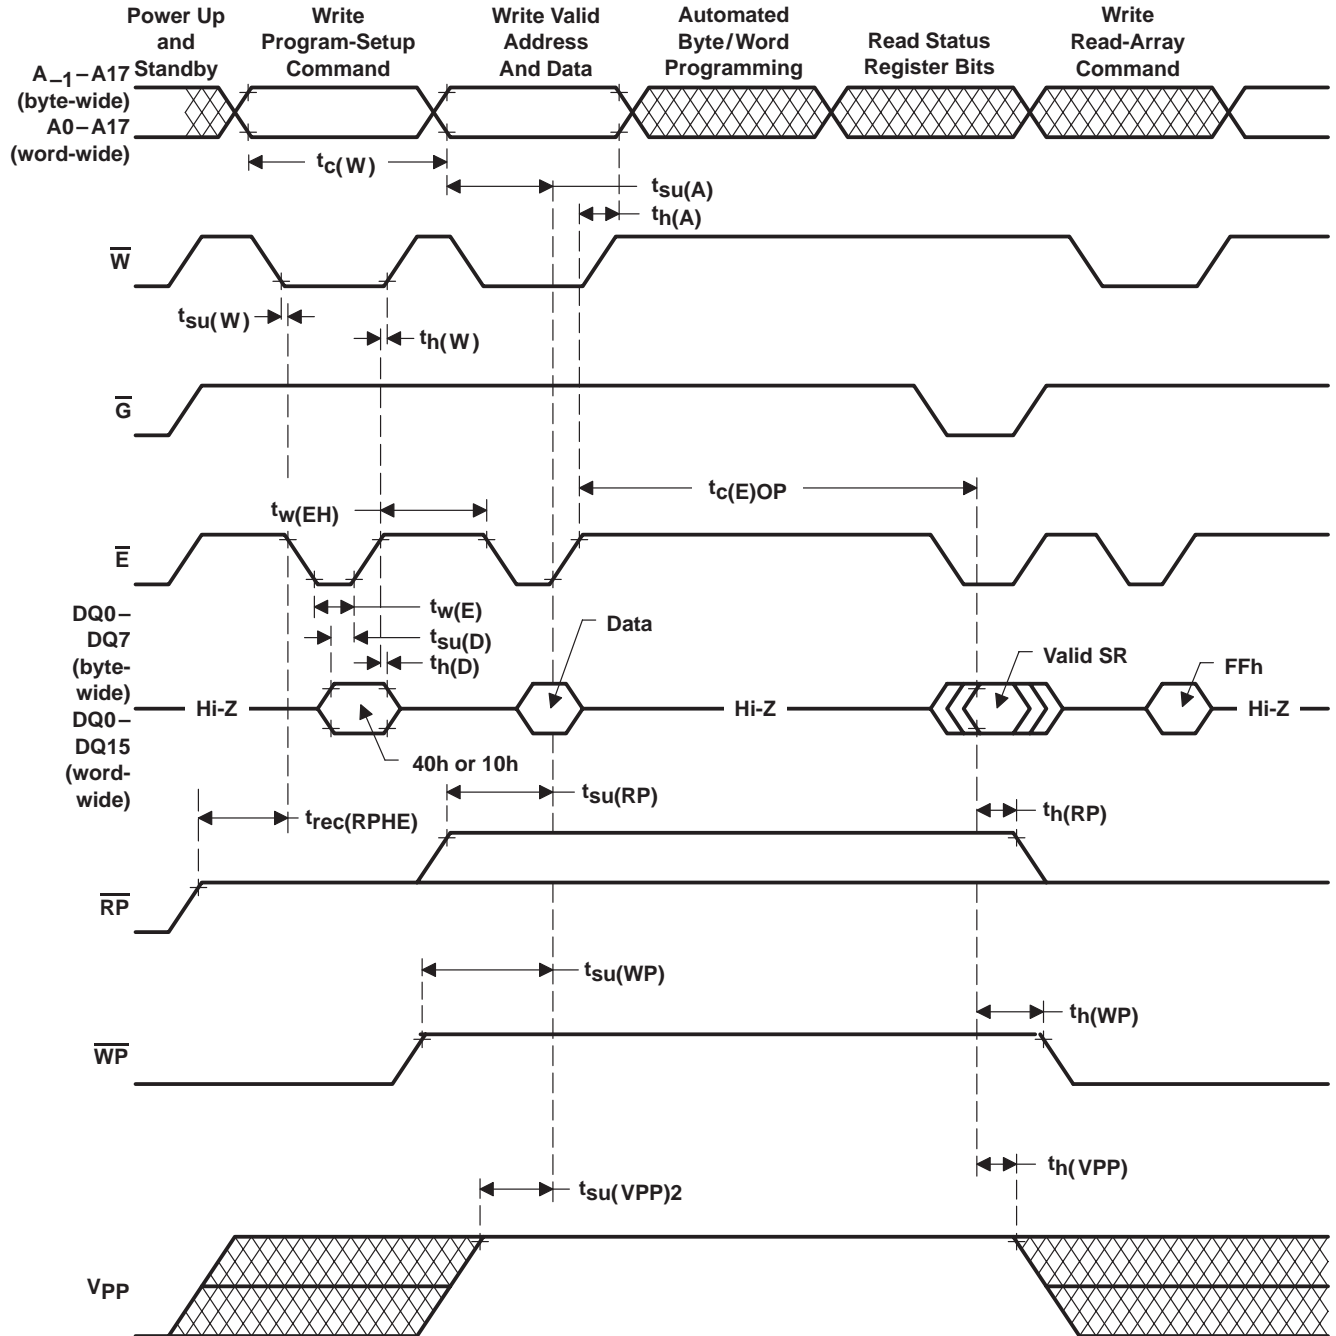 Power Up
and
Standby
Write
Program-Setup
Command
Write Valid
Address
And Data
Automated
Byte/Word
Programming
Read Status
Register Bits
Write
Read-Array
Command
A–1–A17
(byte-wide)
A0–A17
(word-wide)
tc(W)
tsu(A)
th(A)
W
tsu(W)
th(W)
G
tc(E)OP
tw(EH)
E
tw(E)
tsu(D)
th(D)
DQ0–
DQ7
(byte-
wide)
DQ0–
DQ15
(word-
wide)
Hi-Z
40h or 10h
Data
Hi-Z
Valid SR
FFh
Hi-Z
trec(RPHE)
tsu(RP)
th(RP)
RP
tsu(WP)
th(WP)
WP
tsu(VPP)2
th(VPP)
VPP